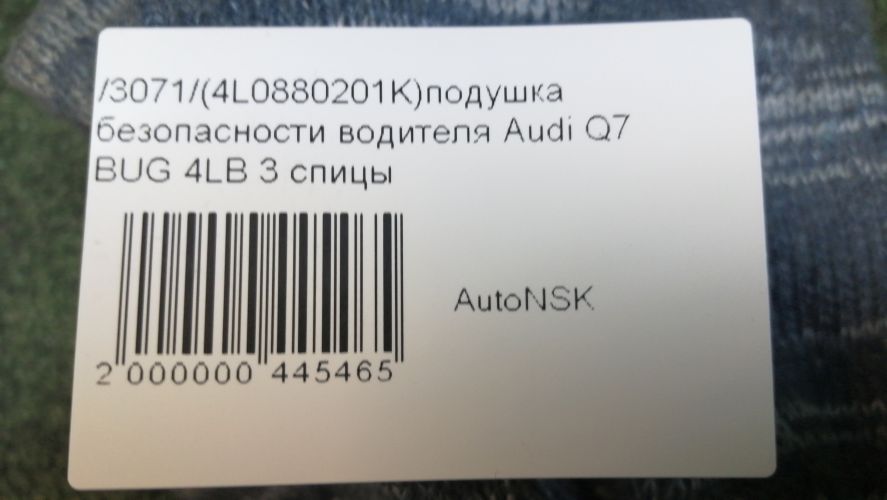 /3071/(4L0880201K)подушка
безопасности водителя Audi Q7
BUG 4LB 3 спицы
AutoNSK
2 000000 445465